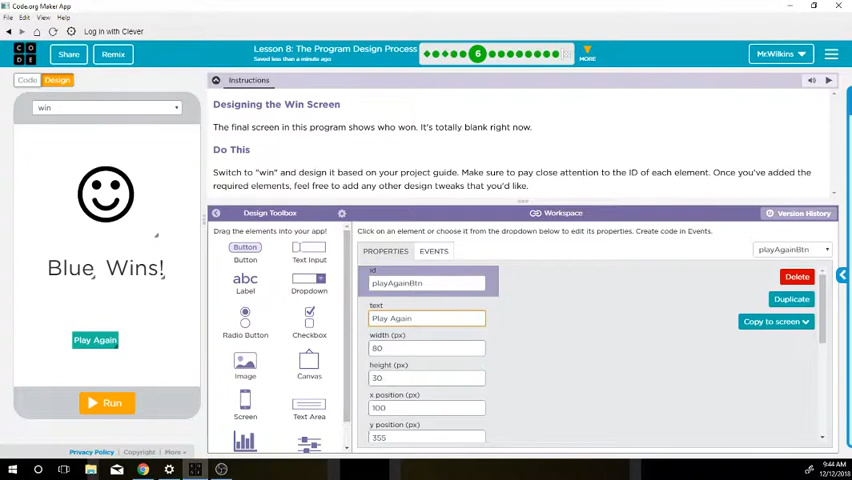 Code.org Maker App
File Edit View Help
Log in with Clever
CO
DE
Share
Remix
Lesson 8: The Program Design Process
Saved less than a minute ago
6
MORE
Mr.Wilkins
Code
Design
Instructions
win
Designing the Win Screen
The final screen in this program shows who won. It's totally blank right now.
Do This
Switch to "win" and design it based on your project guide. Make sure to pay close attention to the ID of each element. Once you've added the
required elements, feel free to add any other design tweaks that you'd like.
Design Toolbox
Workspace
Version History
Drag the elements into your app!
Click on an element or choose it from the dropdown below to edit its properties. Create code in Events.
Button
Button
Text Input
abc
Label
Dropdown
Radio Button
Checkbox
Image
Canvas
Screen
Text Area
PROPERTIES
EVENTS
playAgainBtn
id
playAgainBtn
Delete
text
Play Again
Duplicate
Copy to screen
width (px)
80
height (px)
30
x position (px)
100
y position (px)
355
Blue Wins!
Play Again
Run
Privacy Policy | Copyright | More
9:44 AM
12/12/2018